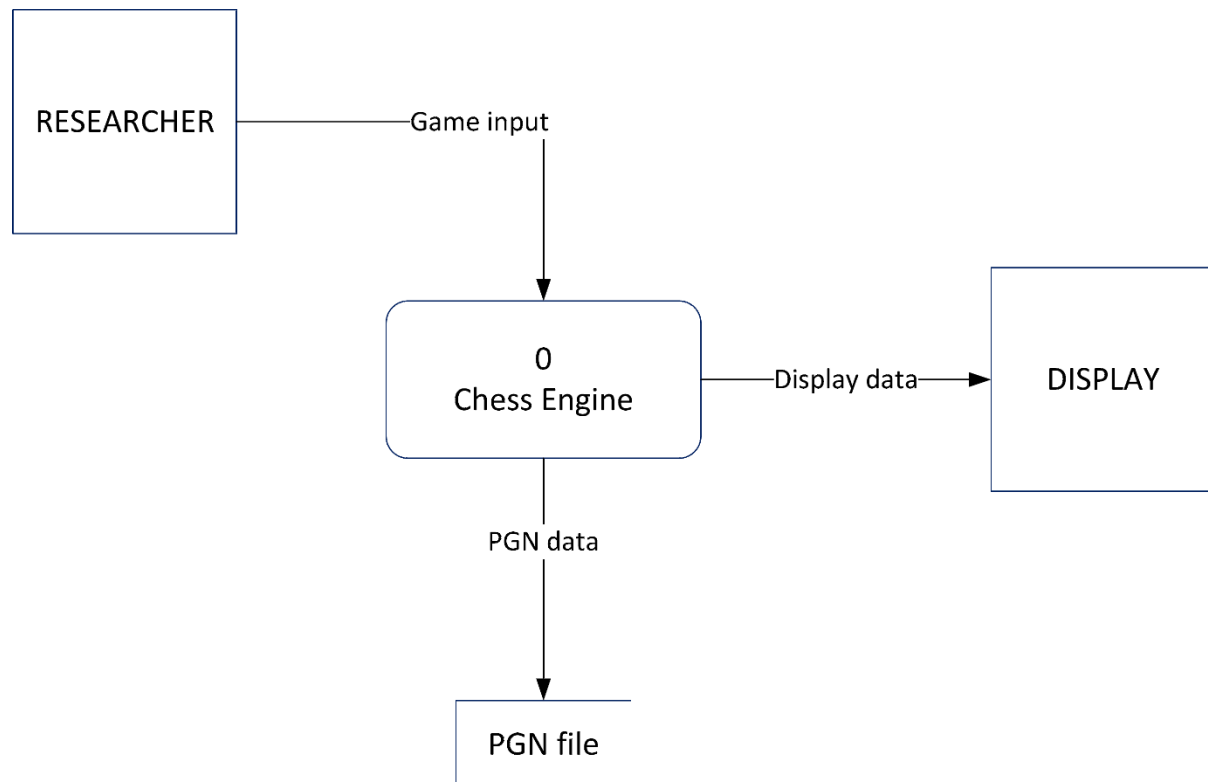 RESEARCHER
Game input
0
Chess Engine
Display data
DISPLAY
PGN data
PGN file